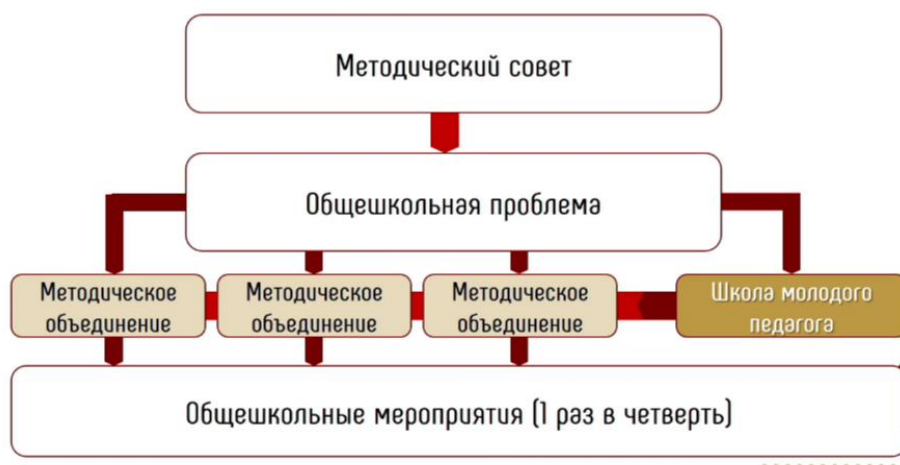 Методический совет
Общешкольная проблема
Методическое
объединение
Методическое
объединение
Методическое
объединение
Школа молодого
педагога
Общешкольные мероприятия (1 раз в четверть)